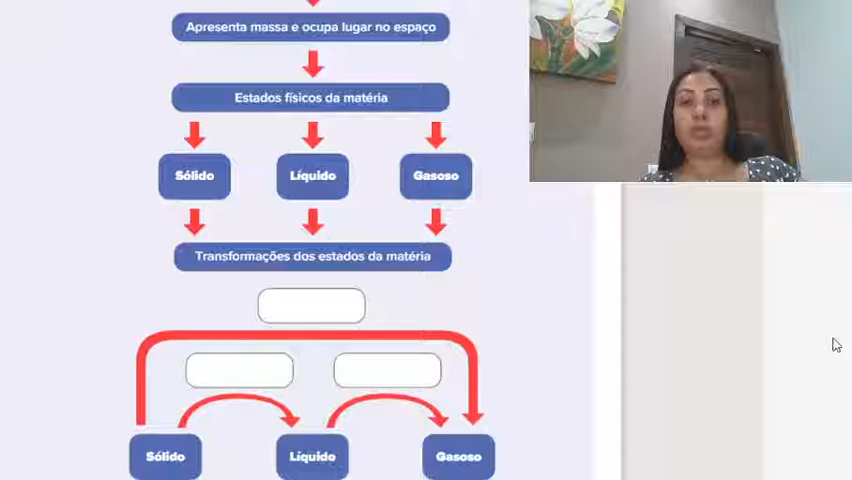 Apresenta massa e ocupa lugar no espaço
Estados físicos da matéria
Sólido Líquido Gasoso
Transformações dos estados da matéria
Sólido Líquido Gasoso